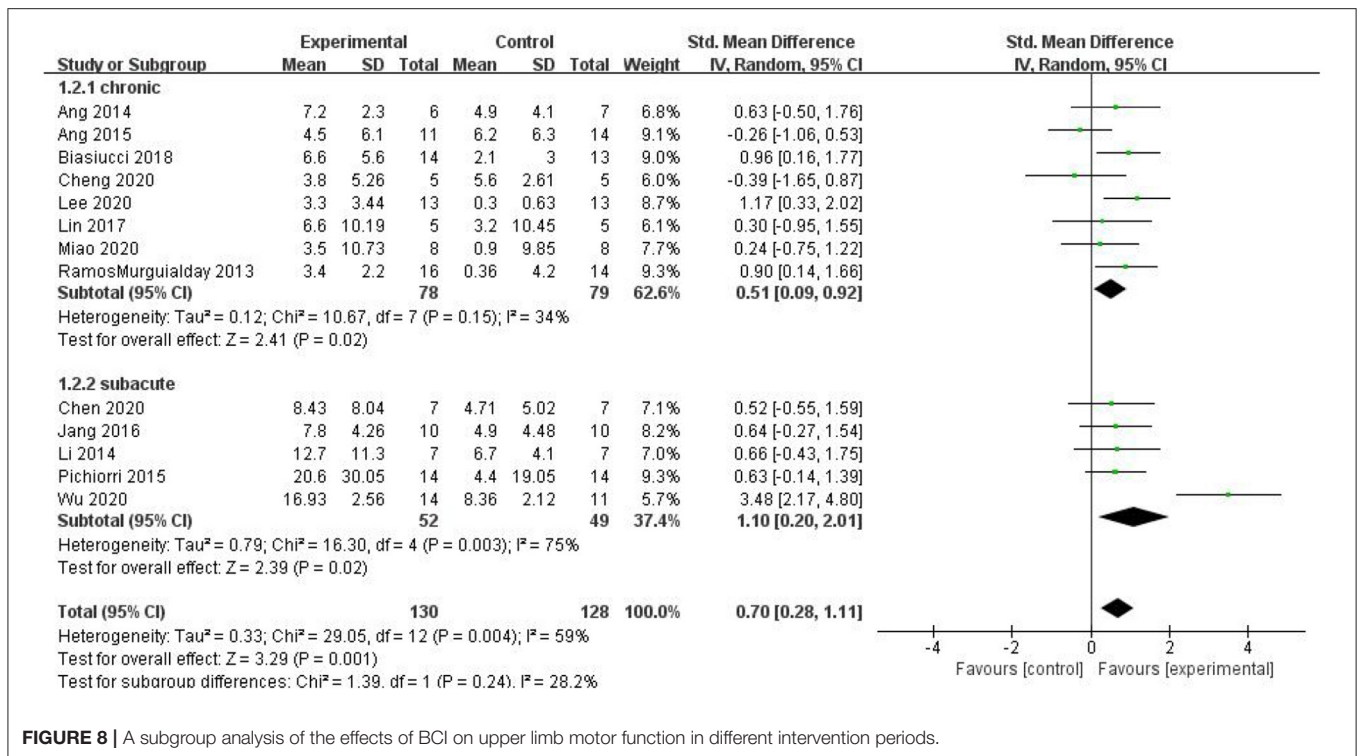 Experimental Control Std. Mean Difference Std. Mean Difference
Study or Subgroup Mean SD Total Mean SD Total Weight IV, Random, 95% CI IV, Random, 95% CI
1.2.1 chronic
Ang 2014 7.2 2.3 6 4.9 4.1 7 6.8% 0.63 [-0.50, 1.76]
Ang 2015 4.5 6.1 11 6.2 6.3 14 9.1% -0.26 [-1.06, 0.53]
Biasiucci 2018 6.6 5.6 14 2.1 3 13 9.0% 0.96 [0.16, 1.77]
Cheng 2020 3.8 5.26 5 5.6 2.61 5 6.0% -0.39 [-1.65, 0.87]
Lee 2020 3.3 3.44 13 0.3 0.63 13 8.7% 1.17 [0.33, 2.02]
Lin 2017 6.6 10.19 5 3.2 10.45 5 6.0% 0.30 [-0.95, 1.55]
Miao 2020 3.5 10.73 8 0.9 9.85 8 7.7% 0.24 [-0.75, 1.22]
RamosMurguialday 2013 3.4 2.2 16 0.36 4.2 14 9.3% 0.90 [0.14, 1.66]
Subtotal (95% CI) 78 79 62.6% 0.51 [0.09, 0.92]
Heterogeneity: Tau² = 0.12; Chi² = 10.67, df = 7 (P = 0.15); I² = 34%
Test for overall effect: Z = 2.41 (P = 0.02)
1.2.2 subacute
Chen 2020 8.43 8.04 7 4.71 5.02 7 7.1% 0.52 [-0.55, 1.59]
Jang 2016 7.8 4.26 10 4.9 4.48 10 8.2% 0.64 [-0.27, 1.54]
Li 2014 12.7 11.3 7 6.7 4.1 7 7.0% 0.66 [-0.43, 1.75]
Pichiorri 2015 20.6 30.05 14 4.4 19.05 14 9.3% 0.63 [-0.14, 1.39]
Wu 2020 16.93 2.56 14 8.36 2.12 11 5.7% 3.48 [2.17, 4.80]
Subtotal (95% CI) 52 49 37.4% 1.10 [0.20, 2.01]
Heterogeneity: Tau² = 0.79; Chi² = 16.30, df = 4 (P = 0.003); I² = 75%
Test for overall effect: Z = 2.39 (P = 0.02)
Total (95% CI) 130 128 100.0% 0.70 [0.28, 1.11]
Heterogeneity: Tau² = 0.33; Chi² = 29.05, df = 12 (P = 0.004); I² = 59%
Test for overall effect: Z = 3.29 (P = 0.001)
Test for subgroup differences: Chi² = 1.39, df = 1 (P = 0.24), I² = 28.2%
-4 -2 0 2 4
Favours [control] Favours [experimental]
FIGURE 8 | A subgroup analysis of the effects of BCI on upper limb motor function in different intervention periods.